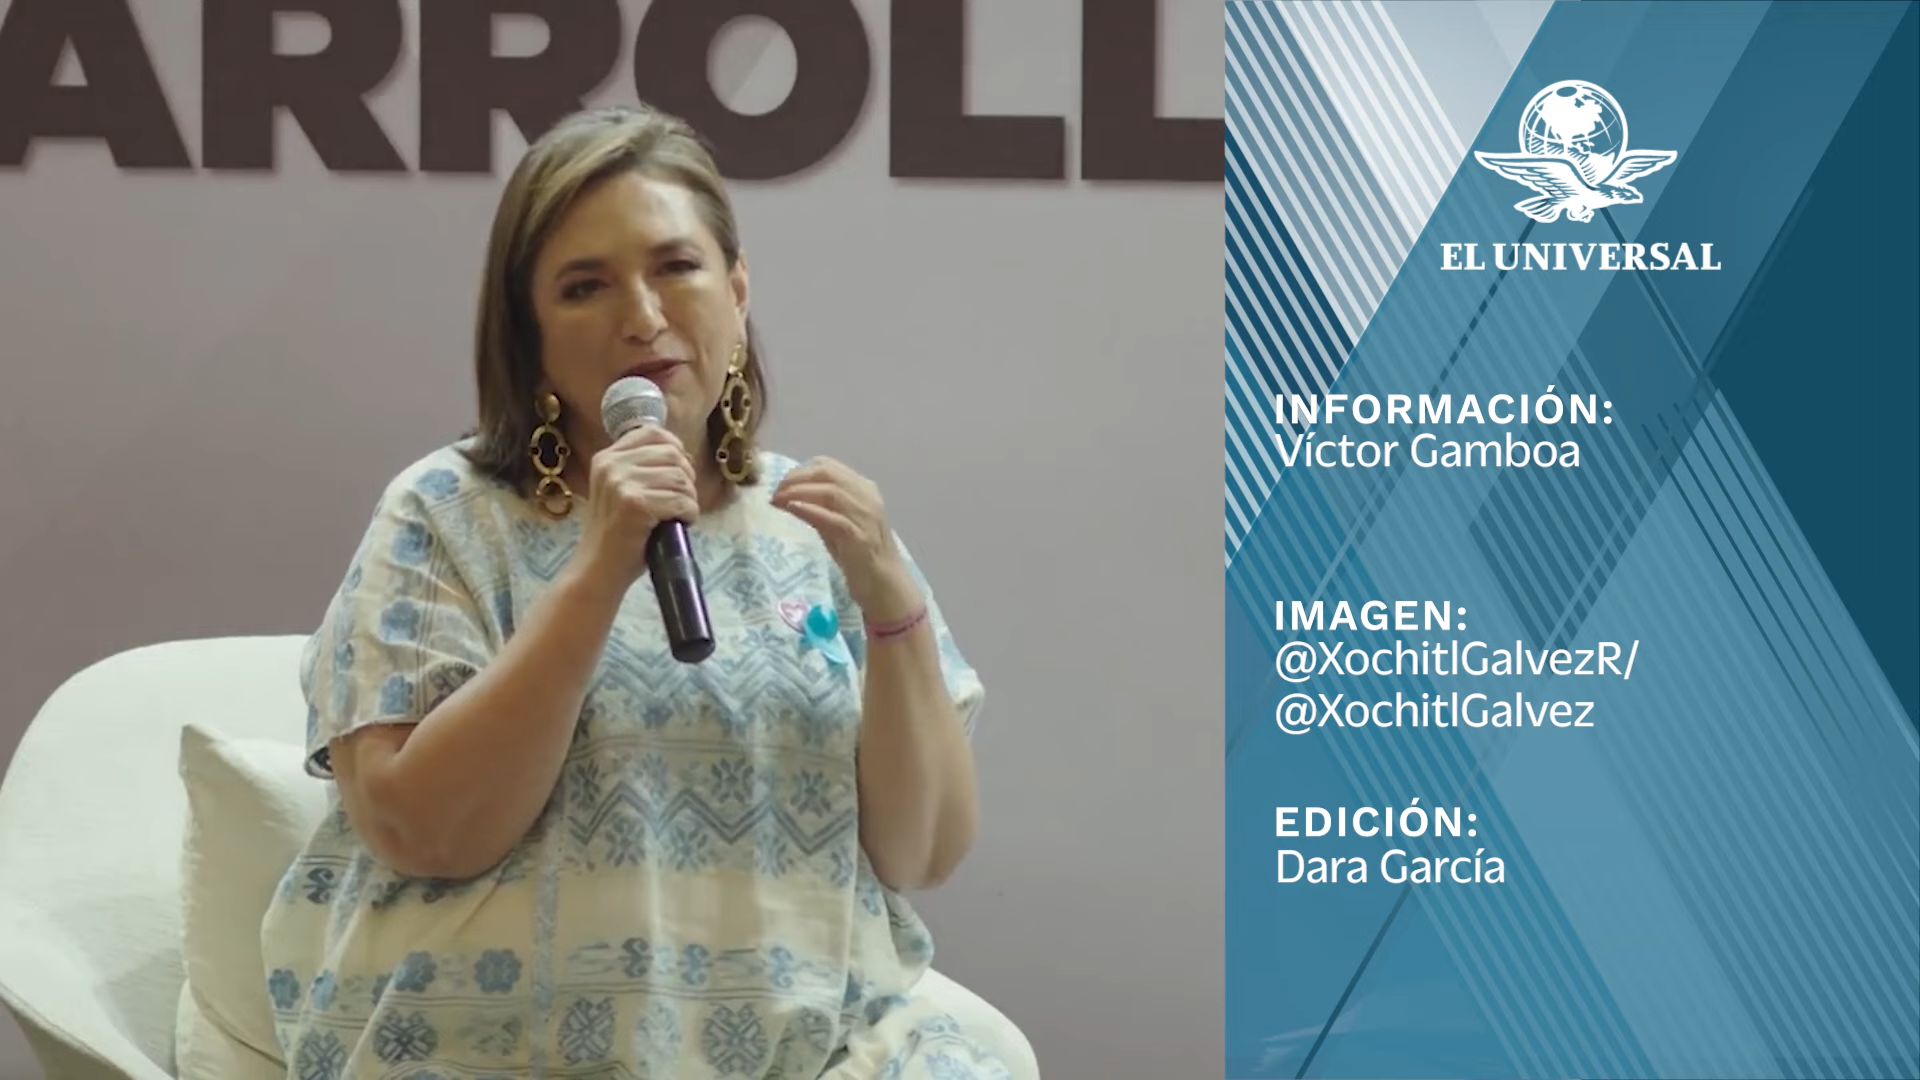 ARROLL
EL UNIVERSAL
INFORMACIÓN:
Víctor Gamboa
IMAGEN:
@XochitlGalvezR/
@XochitlGalvez
EDICIÓN:
Dara García